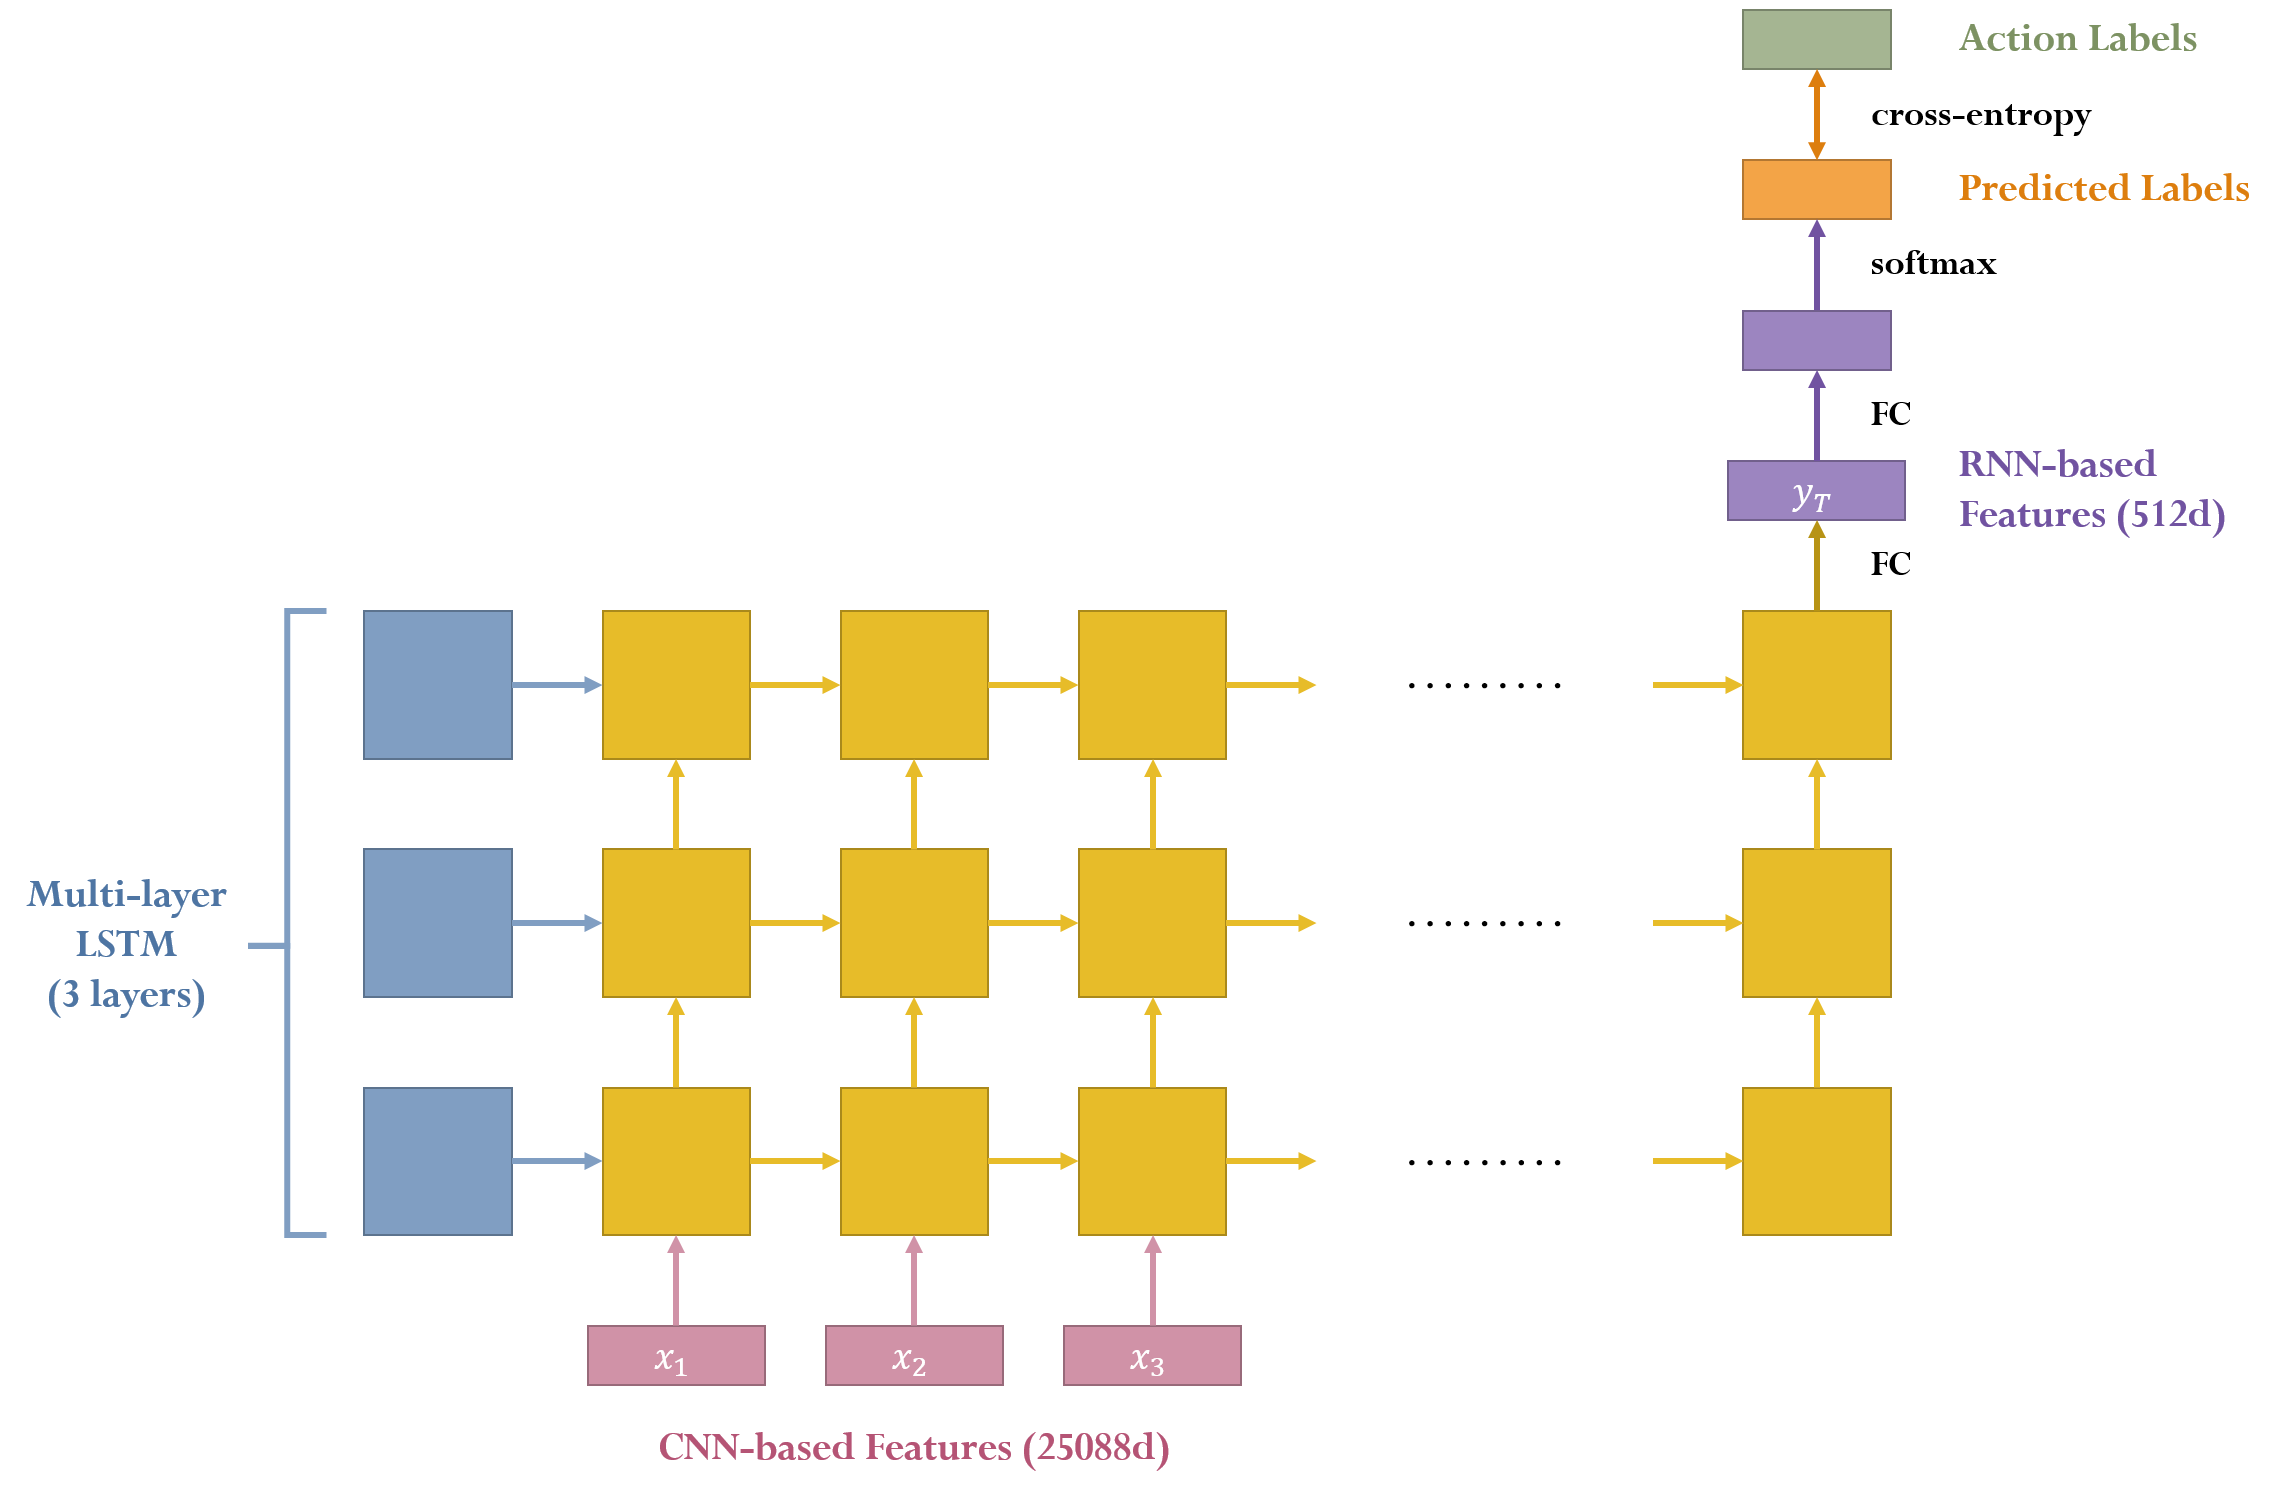 Action Labels
cross-entropy
Predicted Labels
softmax
FC
RNN-based
Features (512d)
y_T
FC
.........
Multi-layer
LSTM
(3 layers)
.........
.........
x_1
x_2
x_3
CNN-based Features (25088d)